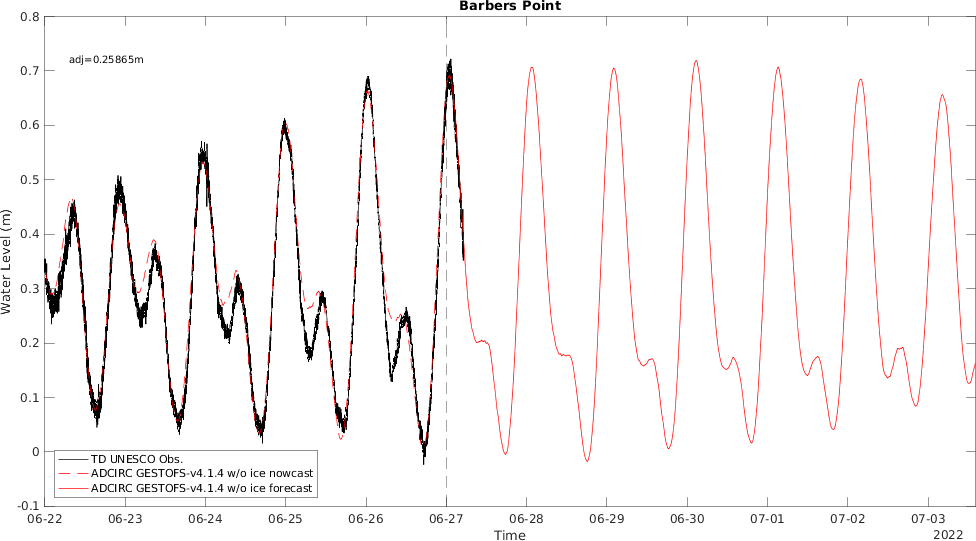 Barbers Point
adj=0.25865m
Water Level (m)
0.8
0.7
0.6
0.5
0.4
0.3
0.2
0.1
0
-0.1
TD UNESCO Obs.
ADCIRC GESTOFS-v4.1.4 w/o ice nowcast
ADCIRC GESTOFS-v4.1.4 w/o ice forecast
06-22 06-23 06-24 06-25 06-26 06-27 06-28 06-29 06-30 07-01 07-02 07-03
Time
2022